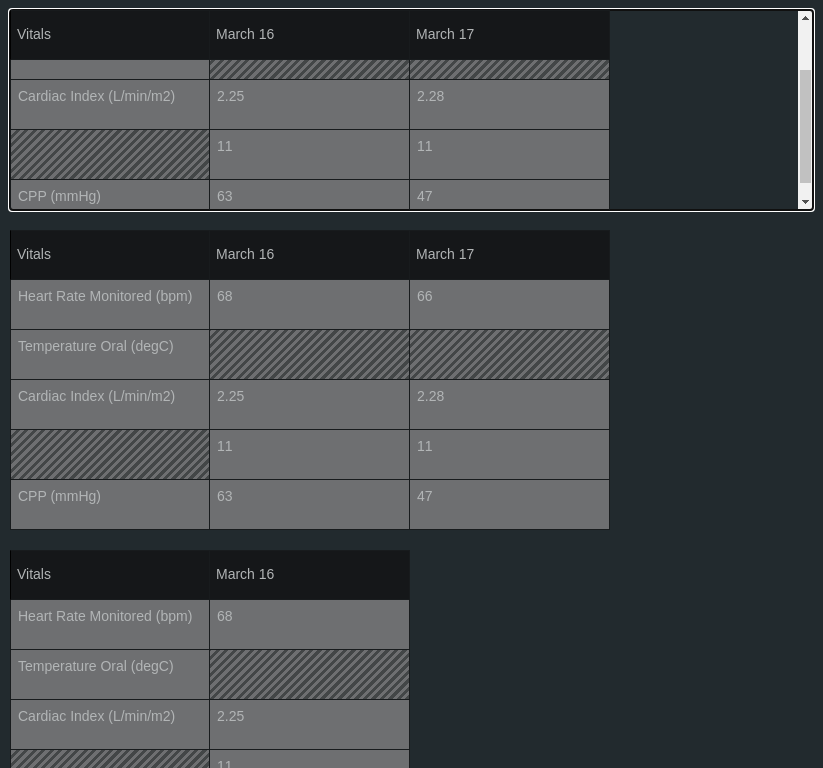 Vitals March 16 March 17
Cardiac Index (L/min/m2) 2.25 2.28
11 11
CPP (mmHg) 63 47
Vitals March 16 March 17
Heart Rate Monitored (bpm) 68 66
Temperature Oral (degC)
Cardiac Index (L/min/m2) 2.25 2.28
11 11
CPP (mmHg) 63 47
Vitals March 16
Heart Rate Monitored (bpm) 68
Temperature Oral (degC)
Cardiac Index (L/min/m2) 2.25
11